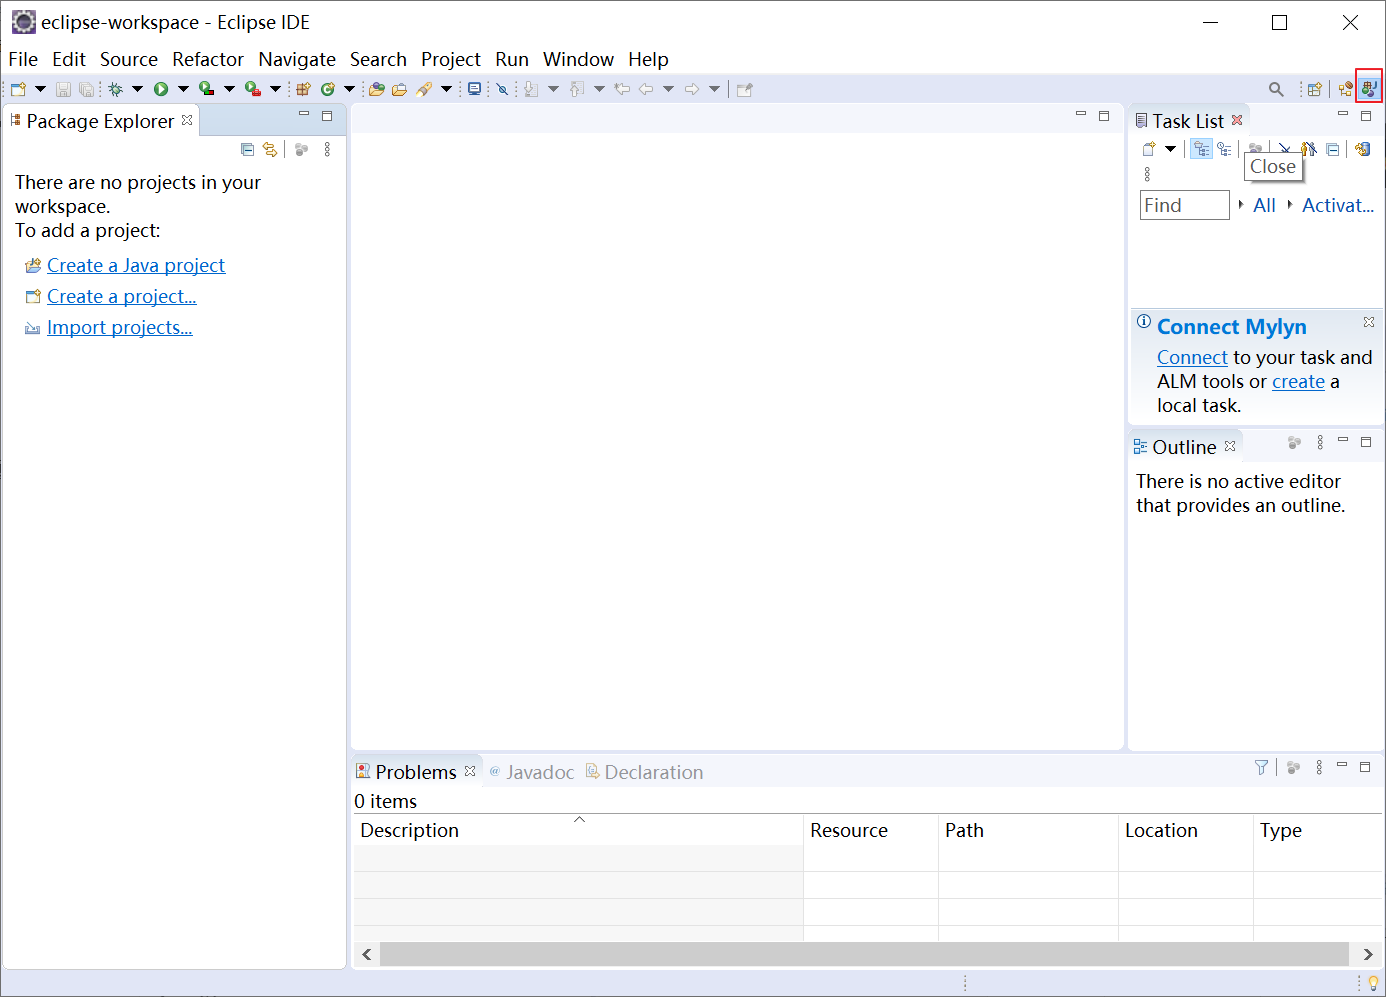 eclipse-workspace - Eclipse IDE
File Edit Source Refactor Navigate Search Project Run Window Help
Package Explorer
There are no projects in your
workspace.
To add a project:
Create a Java project
Create a project...
Import projects...
Task List
Close
Find All Activat...
Connect Mylyn
Connect to your task and
ALM tools or create a
local task.
Outline
There is no active editor
that provides an outline.
Problems @ Javadoc Declaration
0 items
Description Resource Path Location Type